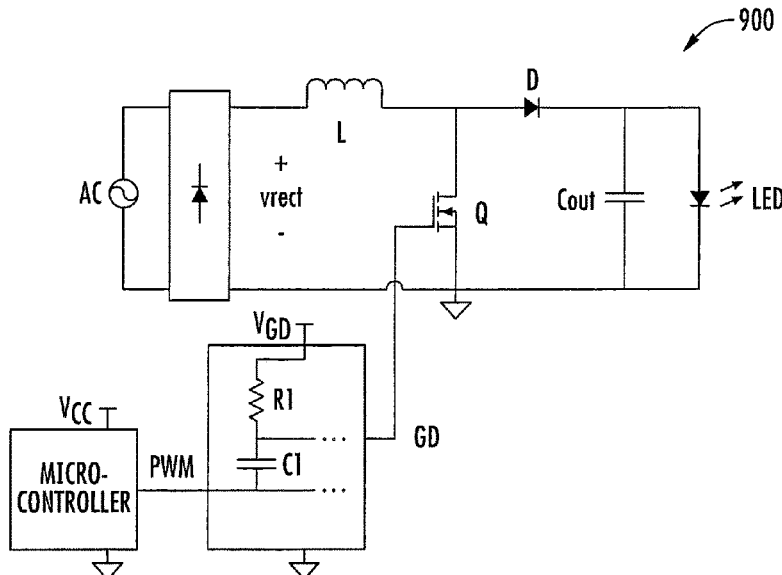 900
D
L
AC
+
vrect
-
Q
Cout
LED
VGD
R1
GD
VCC
C1
PWM
MICRO-
CONTROLLER